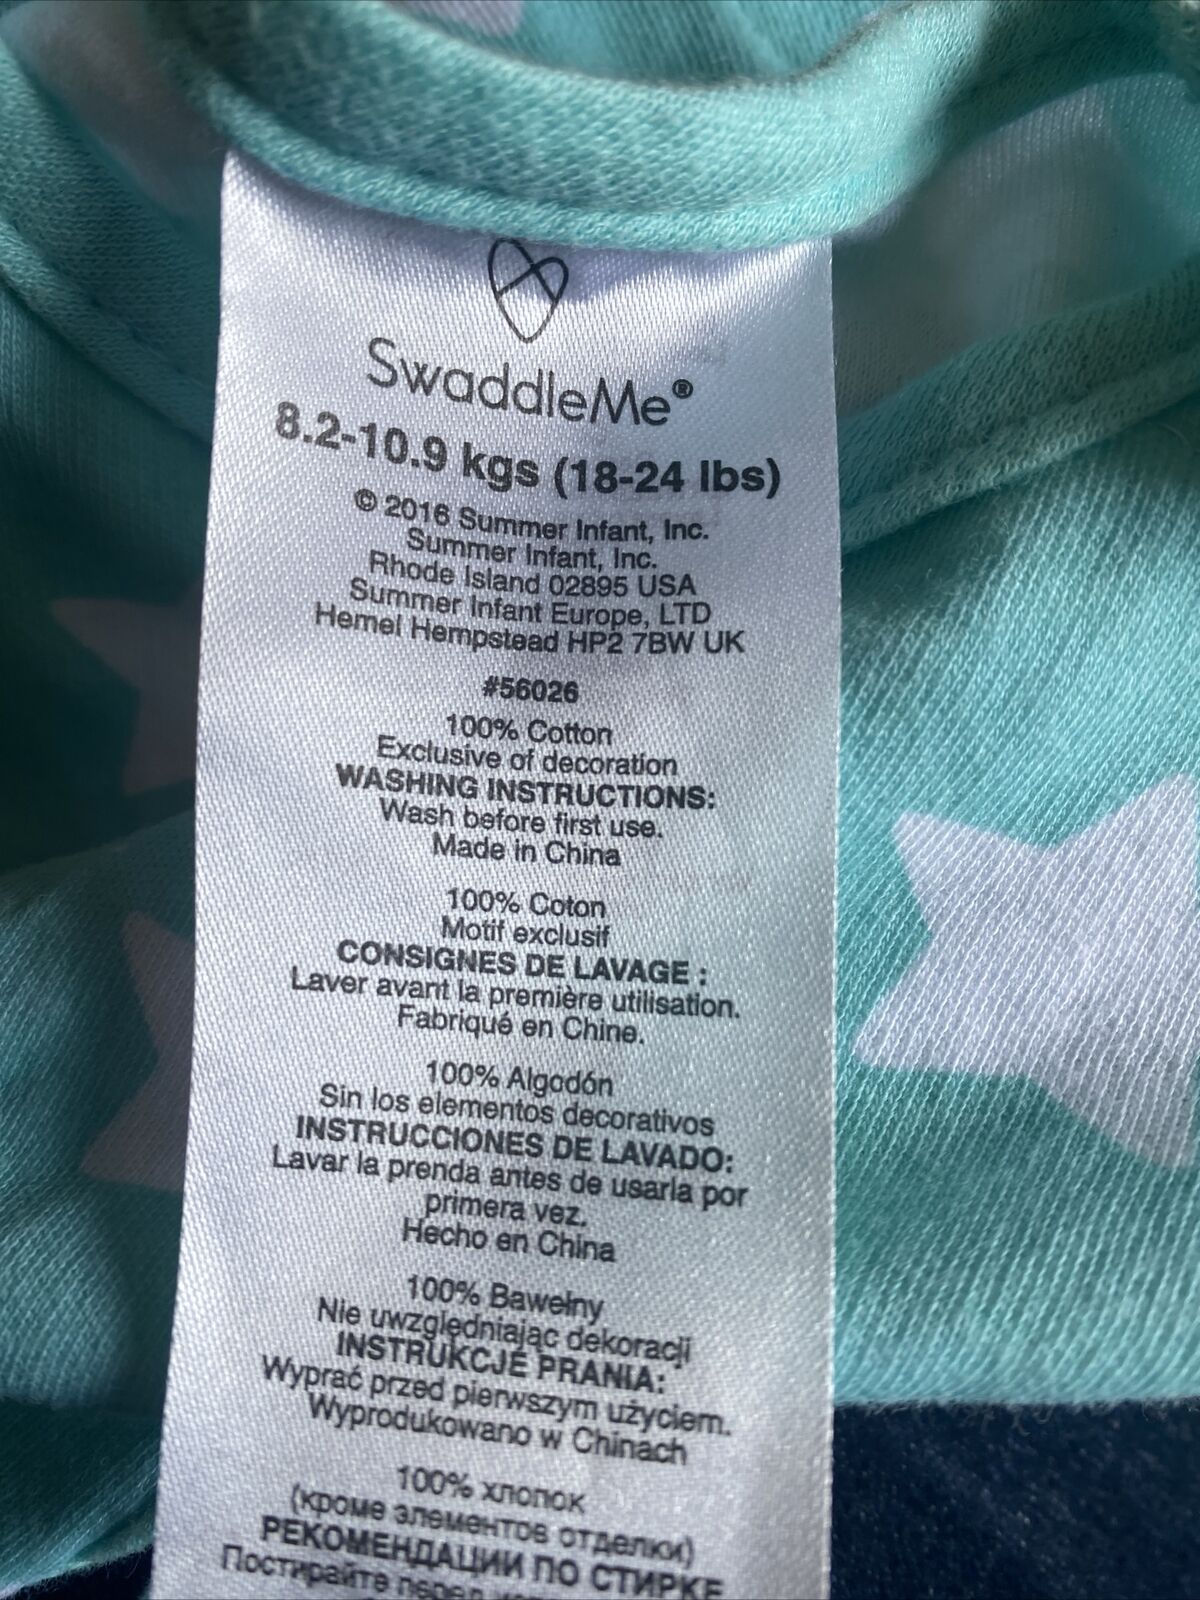 SwaddleMe®
8.2-10.9 kgs (18-24 lbs)
© 2016 Summer Infant, Inc.
Summer Infant, Inc.
Rhode Island 02895 USA
Summer Infant Europe, LTD
Hemel Hempstead HP2 7BW UK
#56026
100% Cotton
Exclusive of decoration
WASHING INSTRUCTIONS:
Wash before first use.
Made in China
100% Coton
Motif exclusif
CONSIGNES DE LAVAGE :
Laver avant la première utilisation.
Fabriqué en Chine.
100% Algodón
Sin los elementos decorativos
INSTRUCCIONES DE LAVADO:
Lavar la prenda antes de usarla por
primera vez.
Hecho en China
100% Bawełny
Nie uwzględniając dekoracji
INSTRUKCJE PRANIA:
Wyprać przed pierwszym użyciem.
Wyprodukowano w Chinach
100% хлопок
(кроме элементов отделки)
РЕКОМЕНДАЦИИ ПО СТИРКЕ
Постирайте перед